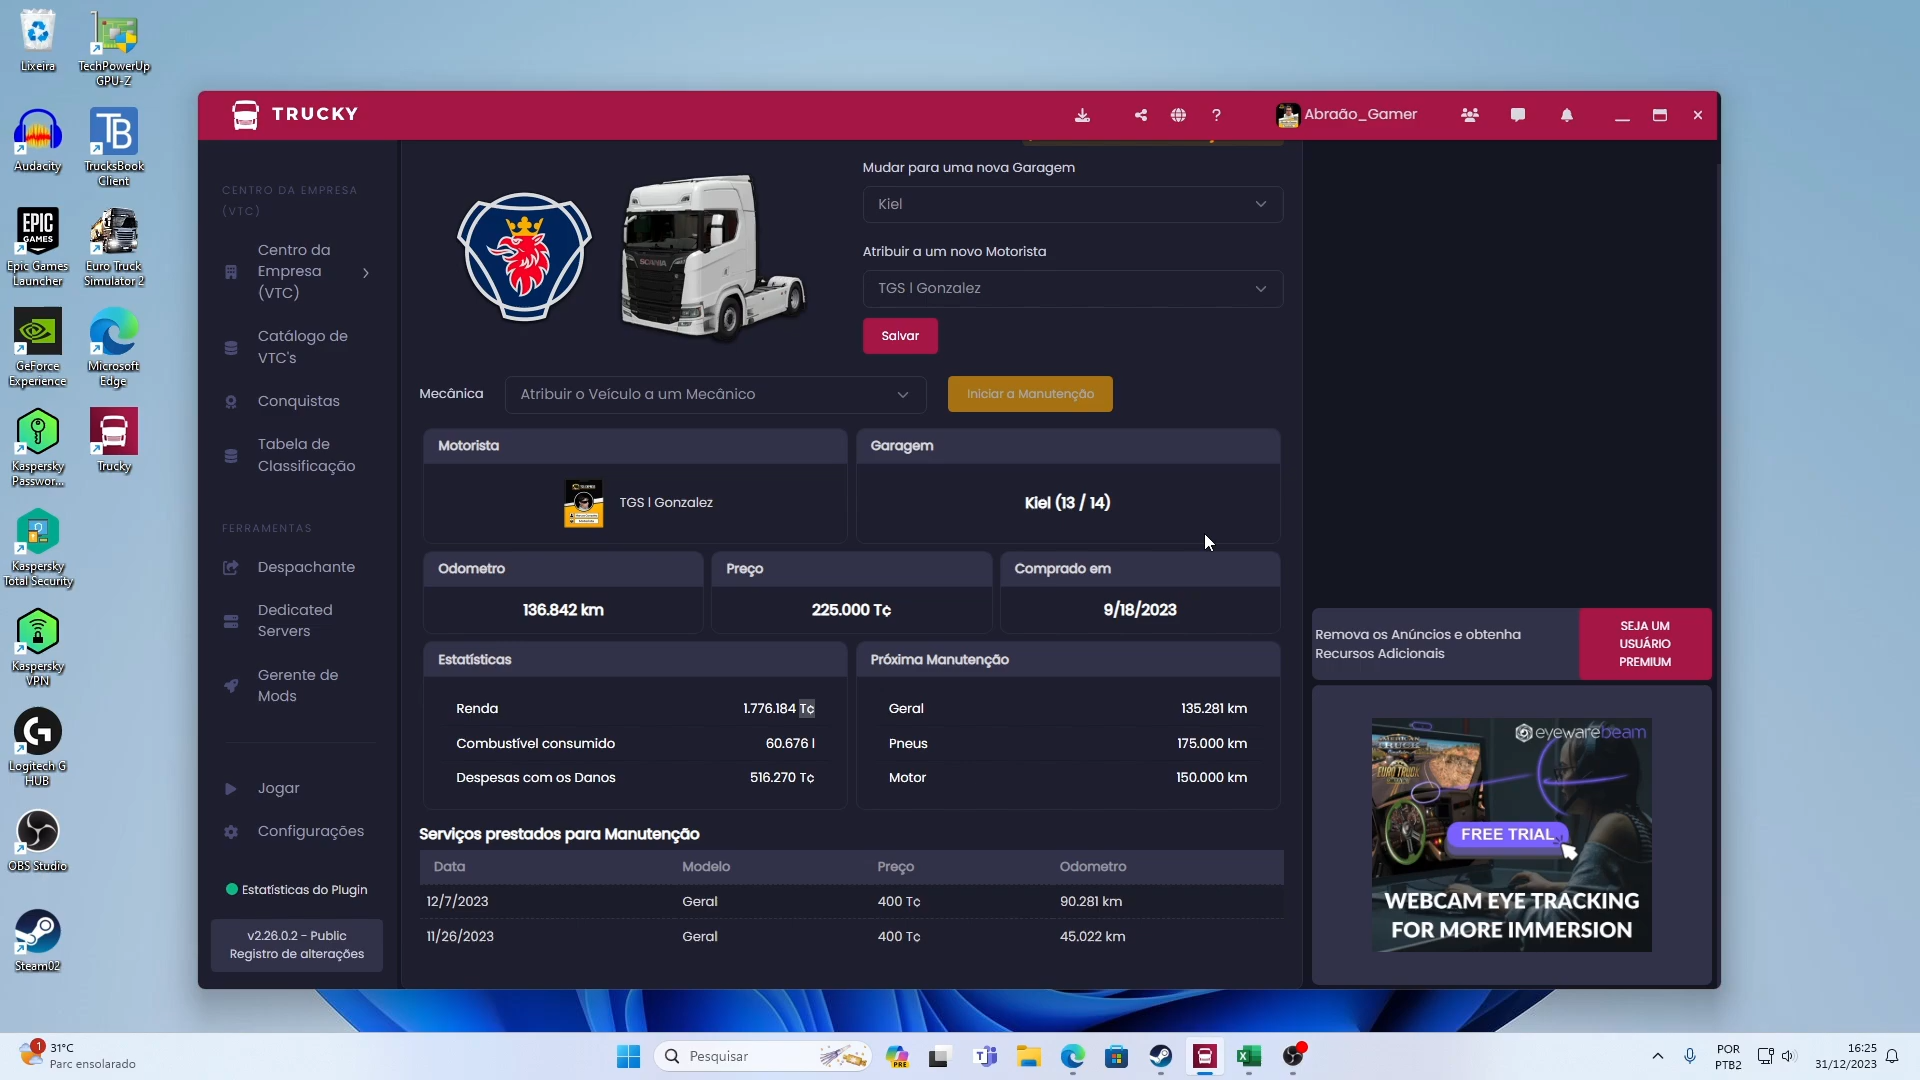 Lixeira
TechPowerUp
GPU-Z
Audacity
TrucksBook
Client
Epic Games
Launcher
Euro Truck
Simulator 2
GeForce
Experience
Microsoft
Edge
Kaspersky
Passwor...
Trucky
Kaspersky
Total Security
Kaspersky
VPN
Logitech G
HUB
OBS Studio
Steam02
TRUCKY
Abraão_Gamer
CENTRO DA EMPRESA
(VTC)
Centro da
Empresa
(VTC)
Catálogo de
VTC's
Conquistas
Tabela de
Classificação
FERRAMENTAS
Despachante
Dedicated
Servers
Gerente de
Mods
Jogar
Configurações
Estatísticas do Plugin
v2.26.0.2 - Public
Registro de alterações
SCANIA
Mudar para uma nova Garagem
Kiel
Atribuir a um novo Motorista
TGS l Gonzalez
Salvar
Mecânica
Atribuir o Veículo a um Mecânico
Iniciar a Manutenção
Motorista
TGS l Gonzalez
Garagem
Kiel (13 / 14)
Odometro
136.842 km
Preço
225.000 T¢
Comprado em
9/18/2023
Estatísticas
Renda 1.776.184 T¢
Combustível consumido 60.676 l
Despesas com os Danos 516.270 T¢
Próxima Manutenção
Geral 135.281 km
Pneus 175.000 km
Motor 150.000 km
Serviços prestados para Manutenção
Data Modelo Preço Odometro
12/7/2023 Geral 400 T¢ 90.281 km
11/26/2023 Geral 400 T¢ 45.022 km
Remova os Anúncios e obtenha
Recursos Adicionais
SEJA UM
USUÁRIO
PREMIUM
eyewarebeam
FREE TRIAL
WEBCAM EYE TRACKING
FOR MORE IMMERSION
1
31°C
Parc ensolarado
Pesquisar
PRE
POR
PTB2
16:25
31/12/2023